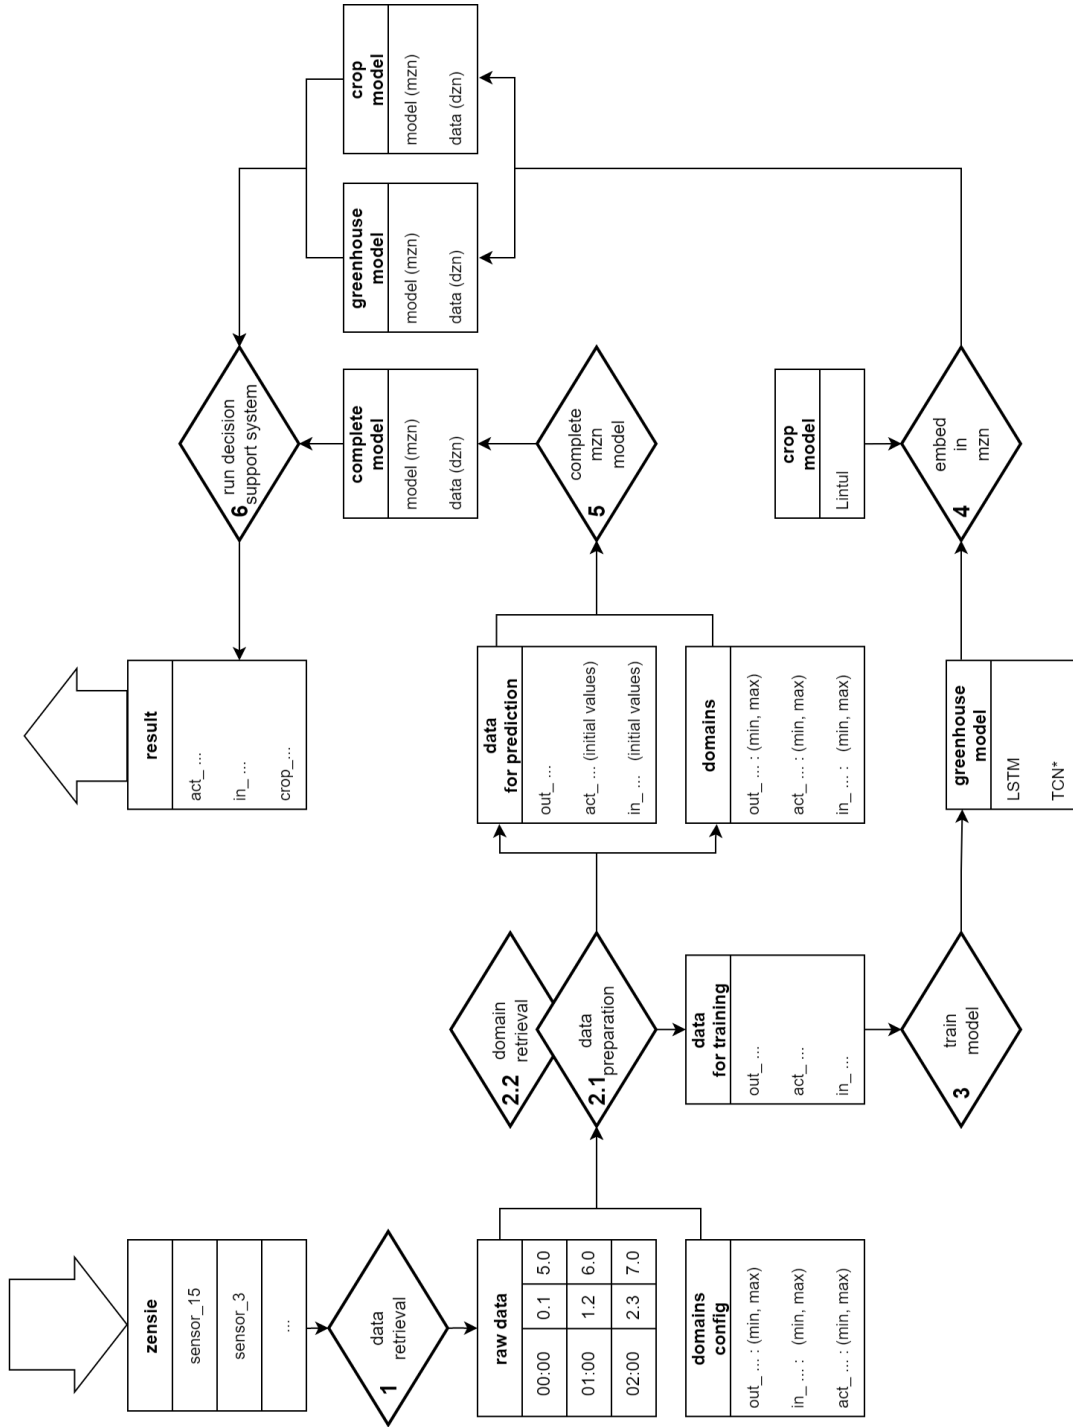 zensie
sensor_15
sensor_3
...
1
data
retrieval
raw data
00:00 0.1 5.0
01:00 1.2 6.0
02:00 2.3 7.0
domains
config
out_ ... : (min, max)
in_ ... : (min, max)
act_ ... : (min, max)
2.2
domain
retrieval
2.1
data
preparation
data
for training
out_ ...
act_ ...
in_ ...
3
train
model
result
act_ ...
in_ ...
crop_...
data
for prediction
out_ ...
act_ ... (initial values)
in_ ... (initial values)
domains
out_ ... : (min, max)
act_ ... : (min, max)
in_ ... : (min, max)
greenhouse
model
LSTM
TCN*
6
run decision
support system
complete
model
model (mzn)
data (dzn)
5
complete
mzn
model
crop
model
Lintul
4
embed
in
mzn
greenhouse
model
model (mzn)
data (dzn)
crop
model
model (mzn)
data (dzn)